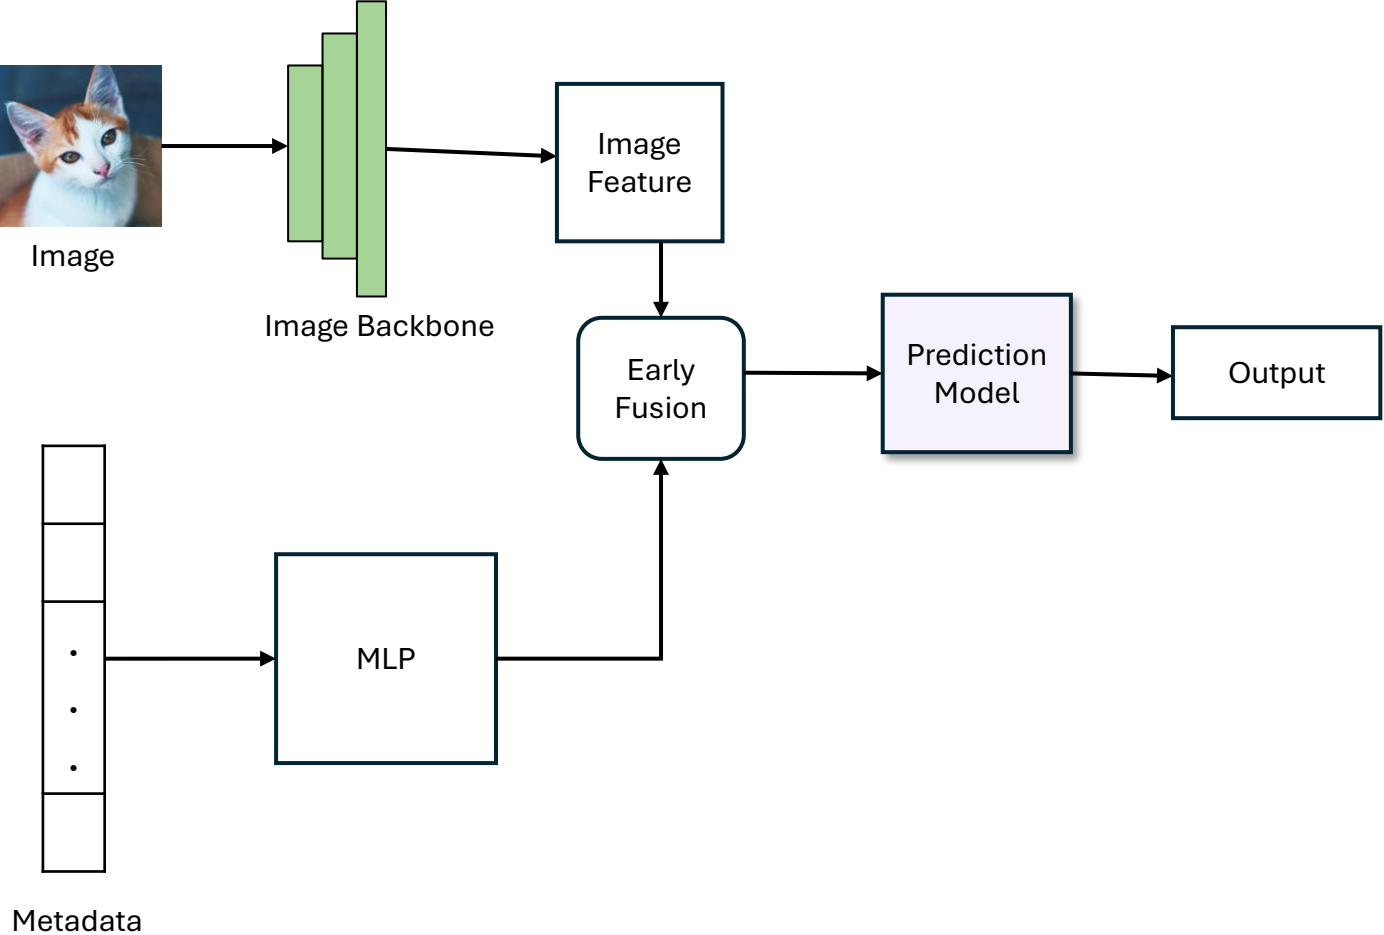 Image
Image Backbone
Image
Feature
Early
Fusion
Prediction
Model
Output
MLP
Metadata